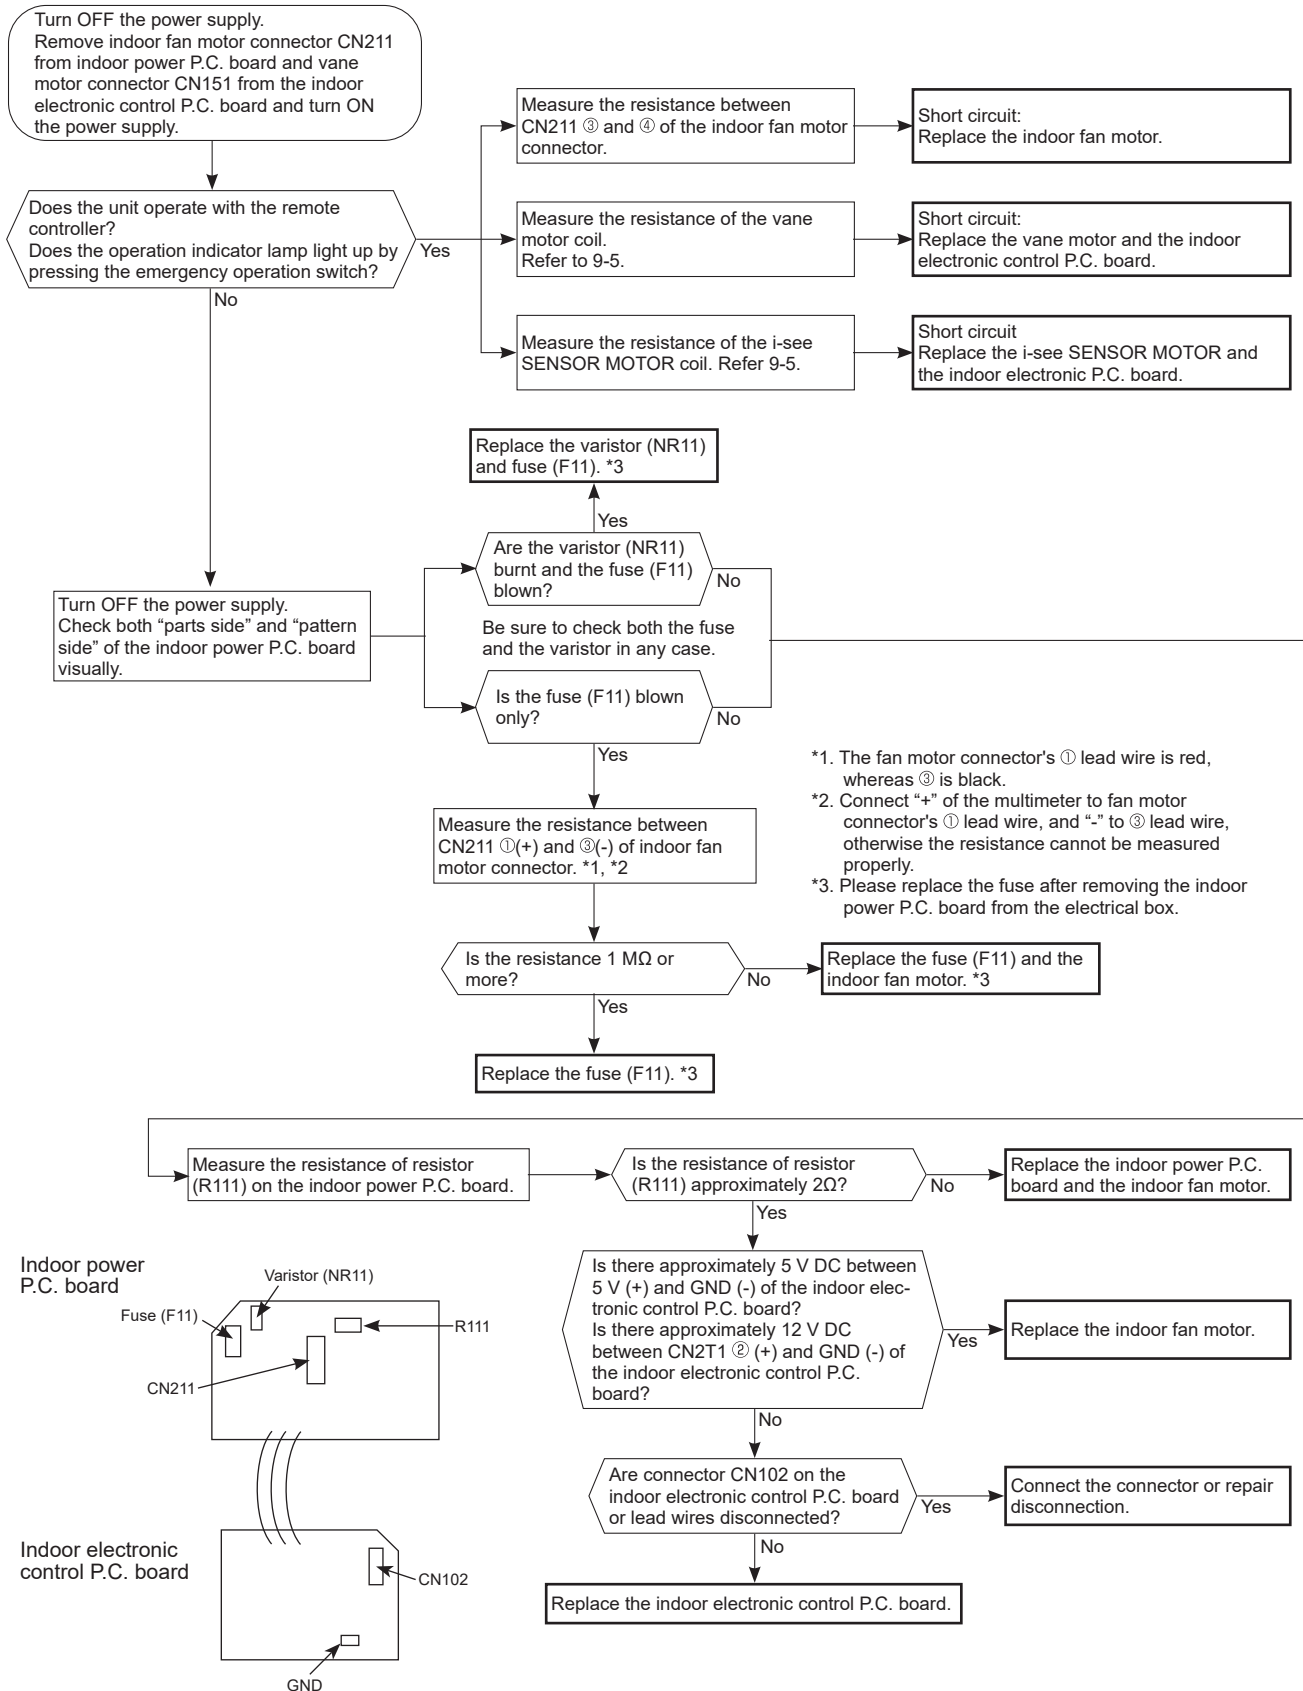 Turn OFF the power supply.
Remove indoor fan motor connector CN211
from indoor power P.C. board and vane
motor connector CN151 from the indoor
electronic control P.C. board and turn ON
the power supply.
Does the unit operate with the remote
controller?
Does the operation indicator lamp light up by
pressing the emergency operation switch?
Yes
No
Measure the resistance between
CN211 ③ and ④ of the indoor fan motor
connector.
Short circuit:
Replace the indoor fan motor.
Measure the resistance of the vane
motor coil.
Refer to 9-5.
Short circuit:
Replace the vane motor and the indoor
electronic control P.C. board.
Measure the resistance of the i-see
SENSOR MOTOR coil. Refer 9-5.
Short circuit
Replace the i-see SENSOR MOTOR and
the indoor electronic P.C. board.
Replace the varistor (NR11)
and fuse (F11). *3
Yes
Are the varistor (NR11)
burnt and the fuse (F11)
blown?
No
Turn OFF the power supply.
Check both “parts side” and “pattern
side” of the indoor power P.C. board
visually.
Be sure to check both the fuse
and the varistor in any case.
Is the fuse (F11) blown
only?
No
Yes
Measure the resistance between
CN211 ①(+) and ③(-) of indoor fan
motor connector. *1, *2
*1. The fan motor connector's ① lead wire is red,
whereas ③ is black.
*2. Connect “+” of the multimeter to fan motor
connector's ① lead wire, and “-” to ③ lead wire,
otherwise the resistance cannot be measured
properly.
*3. Please replace the fuse after removing the indoor
power P.C. board from the electrical box.
Is the resistance 1 MΩ or
more?
No
Replace the fuse (F11) and the
indoor fan motor. *3
Yes
Replace the fuse (F11). *3
Measure the resistance of resistor
(R111) on the indoor power P.C. board.
Is the resistance of resistor
(R111) approximately 2Ω?
No
Replace the indoor power P.C.
board and the indoor fan motor.
Yes
Is there approximately 5 V DC between
5 V (+) and GND (-) of the indoor elec-
tronic control P.C. board?
Is there approximately 12 V DC
between CN2T1 ② (+) and GND (-) of
the indoor electronic control P.C.
board?
Yes
Replace the indoor fan motor.
No
Are connector CN102 on the
indoor electronic control P.C. board
or lead wires disconnected?
Yes
Connect the connector or repair
disconnection.
No
Replace the indoor electronic control P.C. board.
Indoor power
P.C. board
Varistor (NR11)
Fuse (F11)
R111
CN211
Indoor electronic
control P.C. board
CN102
GND